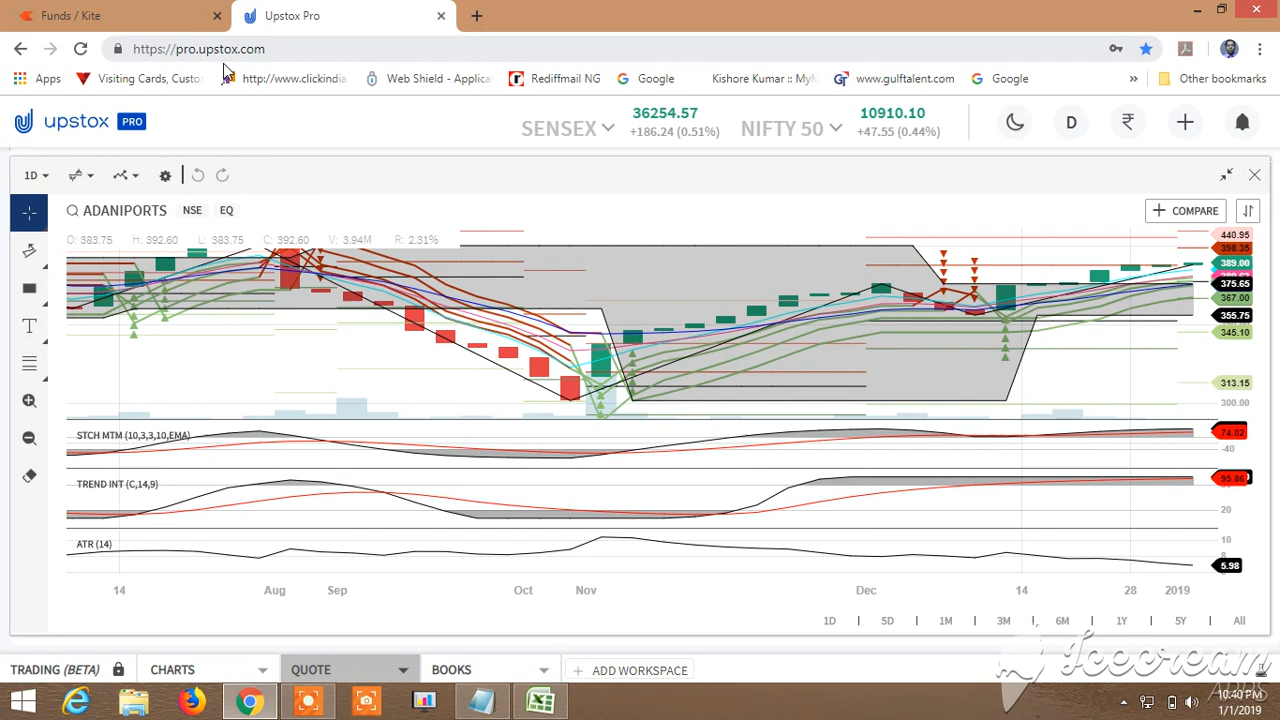 Funds / Kite
Upstox Pro
https://pro.upstox.com
Apps
Visiting Cards, Custo
http://www.clickindia
Web Shield - Applica
Rediffmail NG
Google
Kishore Kumar :: My
www.gulftalent.com
Google
Other bookmarks
upstox PRO
SENSEX
36254.57
+186.24 (0.51%)
NIFTY 50
10910.10
+47.55 (0.44%)
D
₹
1D
ADANIPORTS NSE EQ
+ COMPARE
O: 383.75 H: 392.60 L: 383.75 C: 392.60 V: 3.94M R: 2.31%
440.95
398.35
389.00
375.65
367.00
355.75
345.10
313.15
300.00
STCH MTM (10,3,3,10,EMA)
74.02
-40
TREND INT (C,14,9)
95.86
20
ATR (14)
10
5.98
14 Aug Sep Oct Nov Dec 14 28 2019
1D 5D 1M 1Y 3M 6M 1Y 5Y All
TRADING (BETA) CHARTS QUOTE BOOKS + ADD WORKSPACE
Icecream
APPS
10:40 PM
1/1/2019